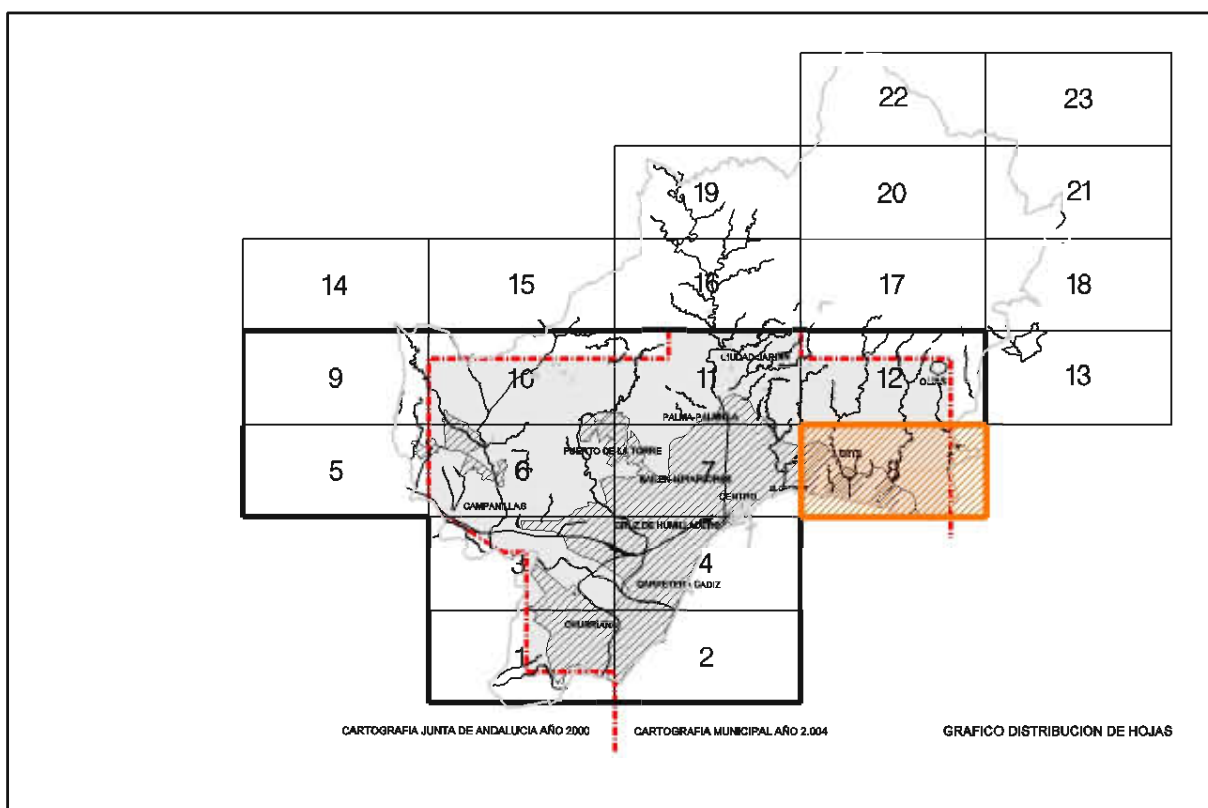 22 23
19 20 21
14 15 16 17 18
CIUDAD JARDIN
9 10 11 12 13
PALMA-PALMILLA
PUERTO DE LA TORRE
5 6 7
CENTRO
CAMPANILLAS
CRUZ DE HUMILLADERO
3 4
CHURRIANA
1 2
CARTOGRAFIA JUNTA DE ANDALUCIA AÑO 2000 CARTOGRAFIA MUNICIPAL AÑO 2.004 GRAFICO DISTRIBUCION DE HOJAS